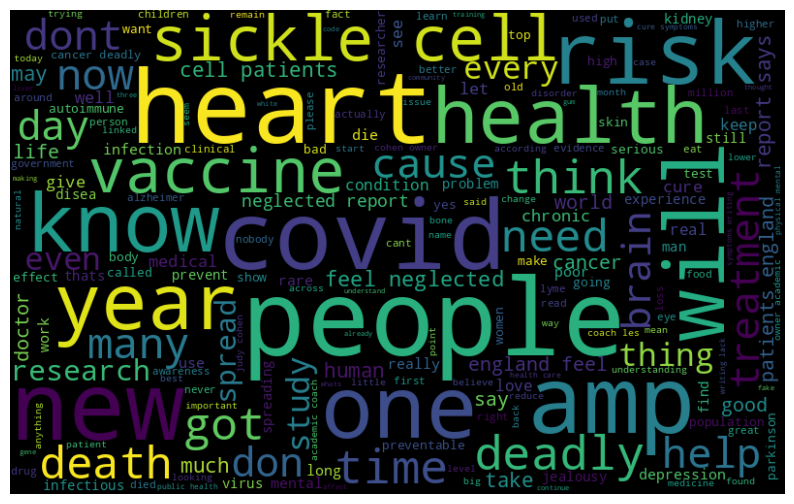 children
remain
fact
trying
want
code
dont
sickle cell
researcher
learn
training
used
put
cure symptoms
kidney
higher
top
case
today
cancer deadly
now
cell patients
every
see
risk
may
well
autoimmune
around
person
linked
better
high
million
let
old
disorder
month
last
thought
report says
heart
health
community
day
seem
please
actually
issue
skin
gun
life
three
white
die
government
infection
clinical
bad
start
cohen owner
according
evidence
eat
keep
still
lower
making
vaccine
cause
think
serious
test
give
condition
problem
world
cure
experience
natural
disea
alzheimer
neglected report
yes
said
change
physical mental
know
covid
need
chronic
real
nobody
bone
name
cant
brain
man
will
treatment
patients england
owner academic coach
symptoms writing
even
body
medical
make
cancer
food
effect
thats
called
prevent
show
rare
feel neglected
poor
going
lyme
read
eye
across
understand
year
people
way
women
loss
doctor
work
many
spread
already
point
coach les
mean
thing
understanding
judy cohen
use
human
really
england feel
health care
research
awareness
best
never
study
little
first
whats
believe
reduce
love
find
writing lack
fake
new
one
amp
say
population
good
important
got
spreading
academic coach
back
right
jealousy
great
parkinson
anything
death
don
time
preventable
deadly
help
patient
much
gene
drug
looking
long
level
take
depression
infectious
died
virus
mental
big
medicine
found
public health
continue